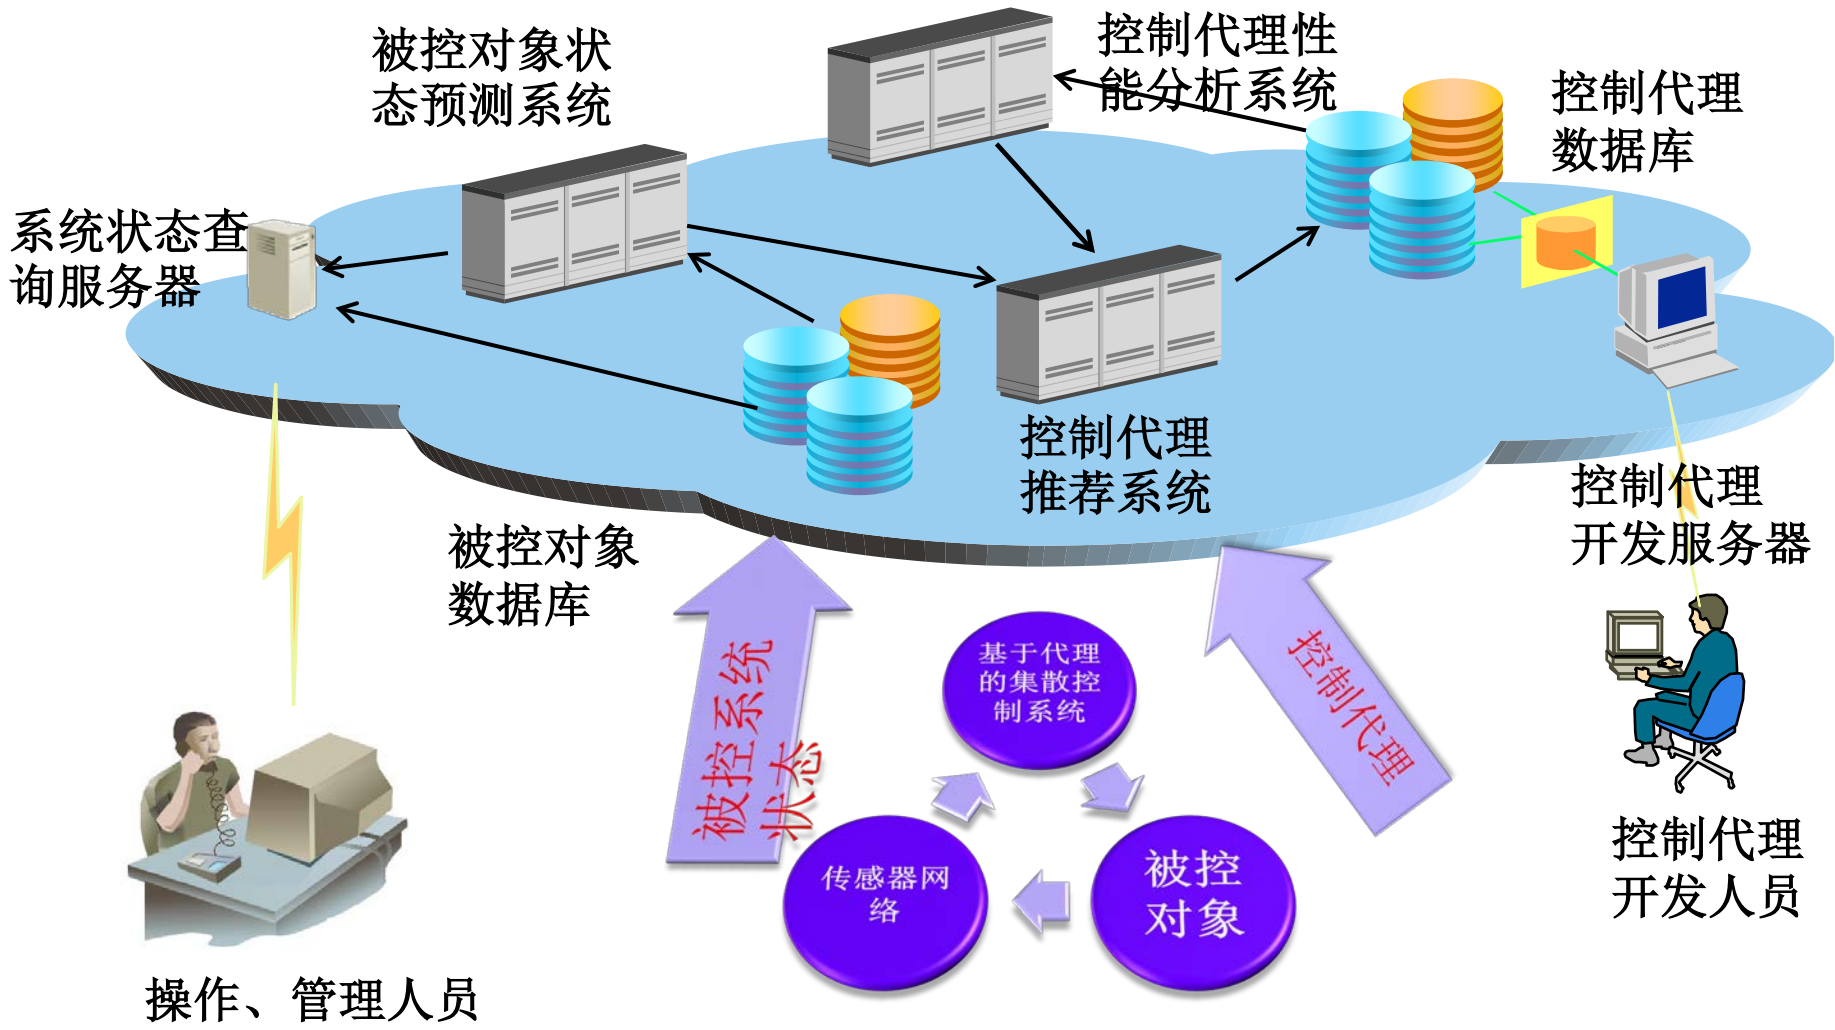 被控对象状
态预测系统
控制代理性
能分析系统
控制代理
数据库
系统状态查
询服务器
控制代理
推荐系统
控制代理
开发服务器
被控对象
数据库
被控系统
状态
基于代理
的集散控
制系统
控制代理
传感器网
络
被控
对象
控制代理
开发人员
操作、管理人员